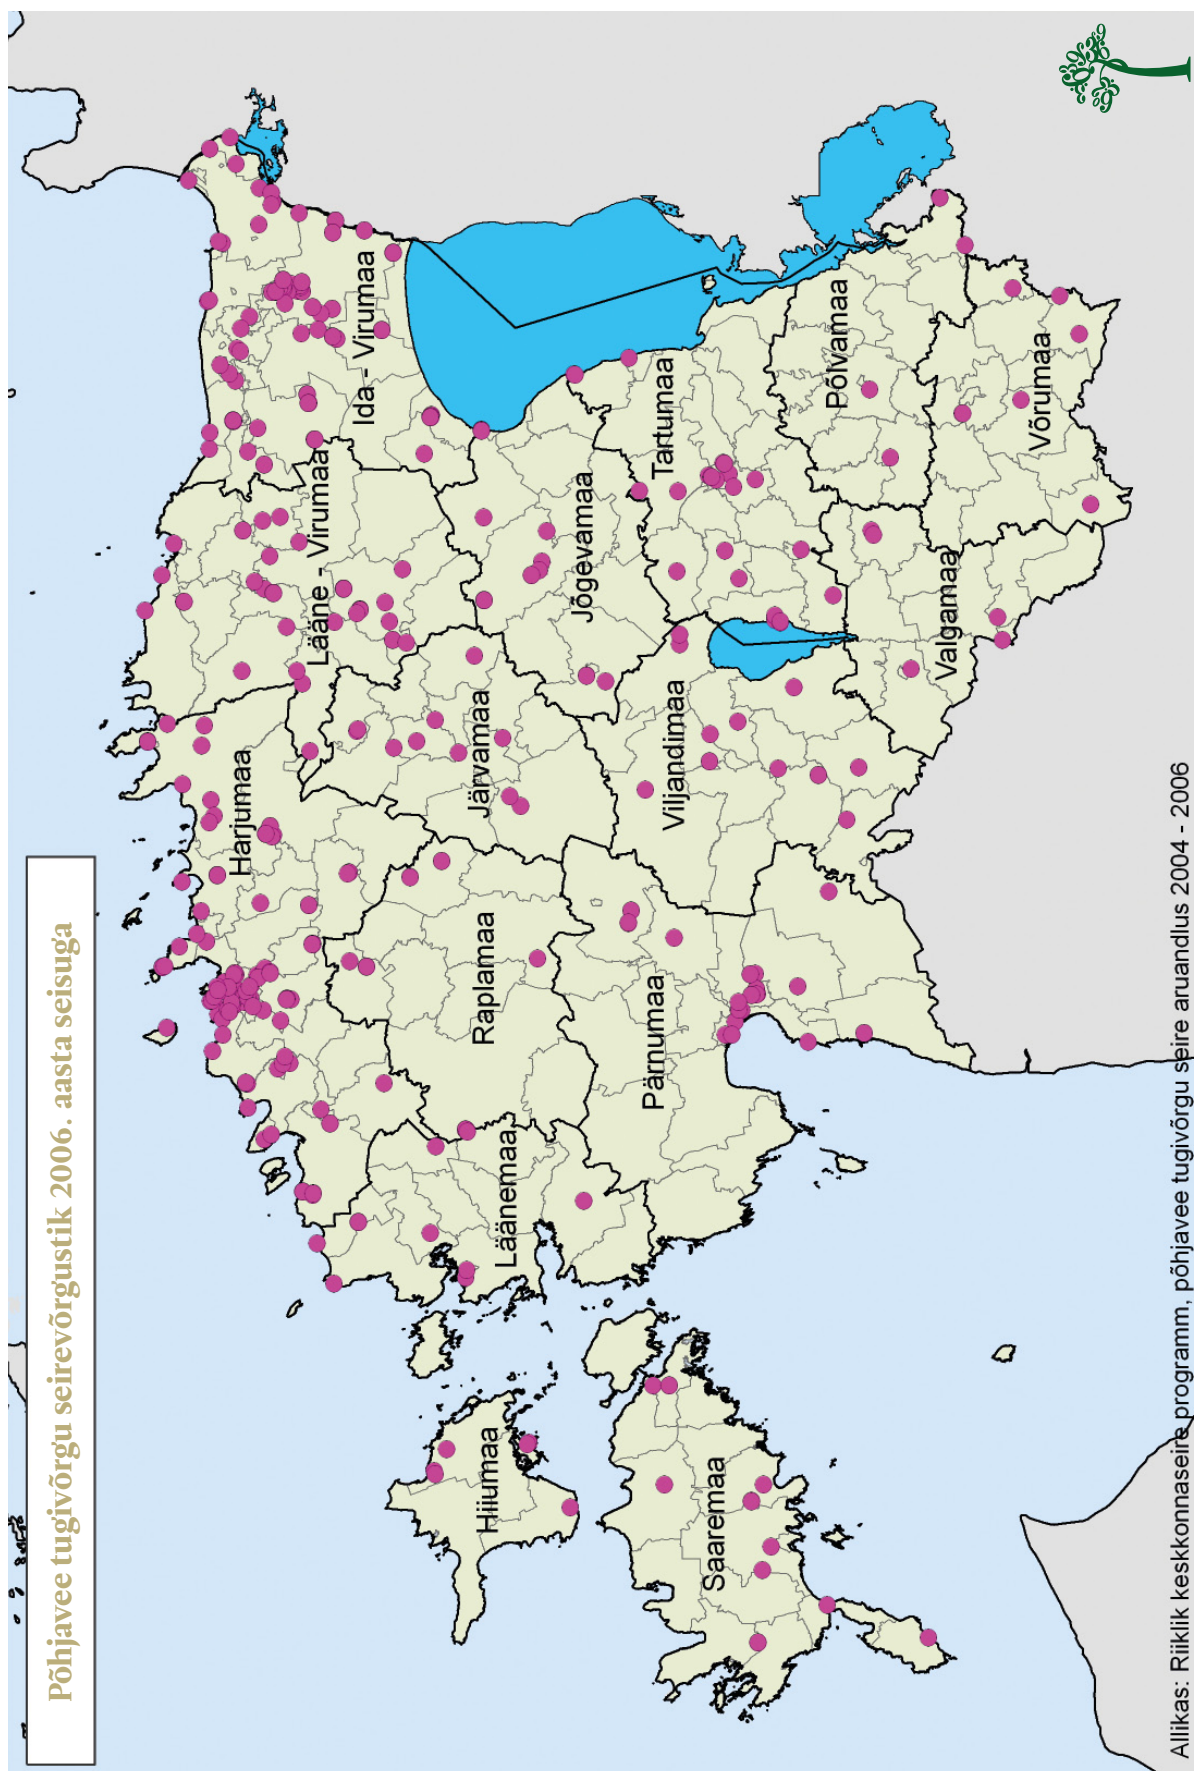 Põhjavee tugivõrgu seirevõrgustik 2006. aasta seisuga
Harjumaa
Lääne - Virumaa
Ida - Virumaa
Järvamaa
Jõgevamaa
Raplamaa
Läänemaa
Hiiumaa
Tartumaa
Viljandimaa
Pärnumaa
Saaremaa
Põlvamaa
Valgamaa
Võrumaa
Allikas: Riiklik keskkonnaseire programm, põhjavee tugivõrgu seire aruandlus 2004 - 2006